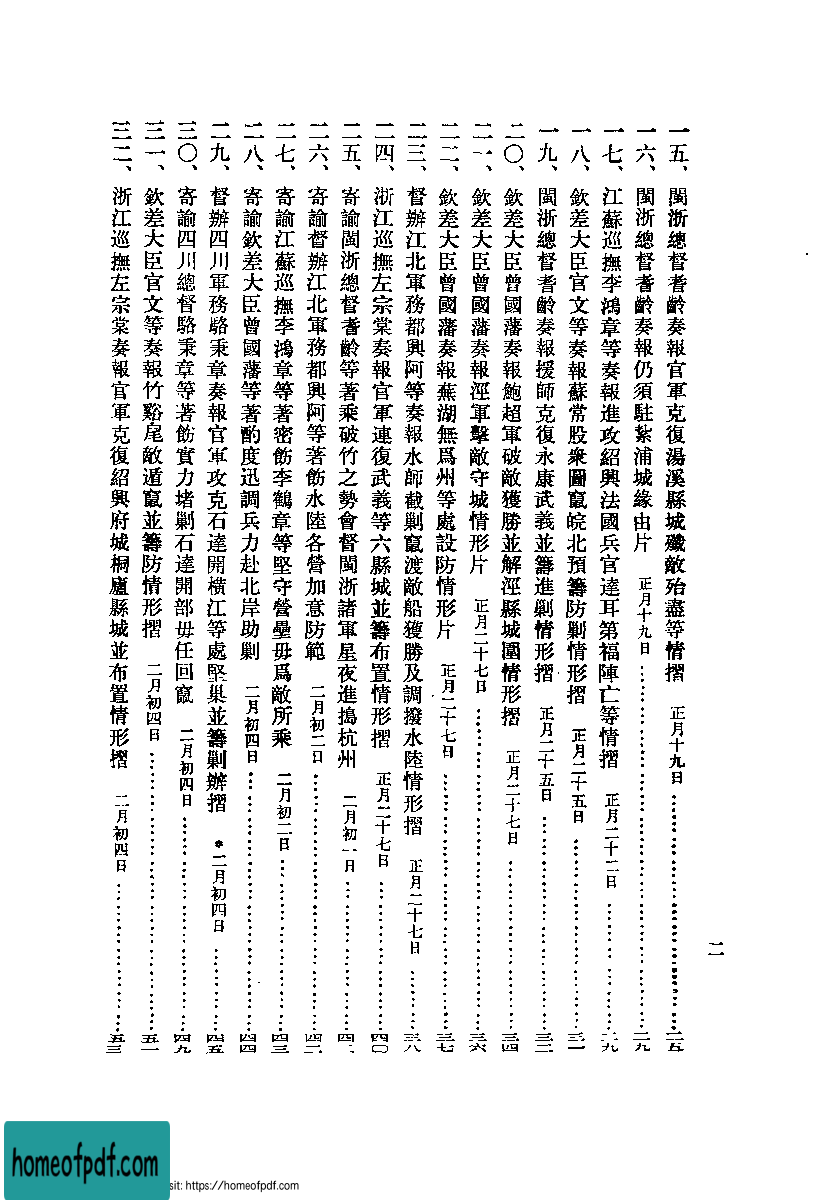 二
一五、閩浙總督耆齡奏報官軍克復湯溪縣城殲敵殆盡等情摺 正月十九日……二五
一六、閩浙總督耆齡奏報仍須駐紮浦城緣由片 正月十九日……二九
一七、江蘇巡撫李鴻章等奏報進攻紹興法國兵官達耳第福陣亡等情摺 正月二十二日……二九
一八、欽差大臣官文等奏報蘇常股衆圖竄皖北預籌防剿情形摺 正月二十五日……三一
一九、閩浙總督耆齡奏報援師克復永康武義並籌進剿情形摺 正月二十五日……三二
二〇、欽差大臣曾國藩奏報鮑超軍破敵獲勝並解涇縣城圍情形摺 正月二十七日……三四
二一、欽差大臣曾國藩奏報涇軍擊敵守城情形片 正月二十七日……三六
二二、欽差大臣曾國藩奏報蕪湖無爲州等處設防情形片 正月二十七日……三七
二三、督辦江北軍務都興阿等奏報水師截剿竄渡敵船獲勝及調撥水陸情形摺 正月二十七日……三八
二四、浙江巡撫左宗棠奏報官軍連復武義等六縣城並籌布置情形摺 正月二十七日……四〇
二五、寄諭閩浙總督耆齡等著乘破竹之勢會督閩浙諸軍星夜進搗杭州 二月初一日……四一
二六、寄諭督辦江北軍務都興阿等著飭水陸各營加意防範 二月初二日……四二
二七、寄諭江蘇巡撫李鴻章等著密飭李鶴章等堅守營壘毋爲敵所乘 二月初二日……四三
二八、寄諭欽差大臣曾國藩等著酌度迅調兵力赴北岸助剿 二月初四日……四四
二九、督辦四川軍務駱秉章奏報官軍攻克石達開橫江等處堅巢並籌剿辦摺 *二月初四日……四五
三〇、寄諭四川總督駱秉章等著飭實力堵剿石達開部毋任回竄 二月初四日……四九
三一、欽差大臣官文等奏報竹谿尾敵遁竄並籌防情形摺 二月初四日……五一
三二、浙江巡撫左宗棠奏報官軍克復紹興府城桐廬縣城並布置情形摺 二月初四日……五三
homeofpdf.com
sit: https://homeofpdf.com